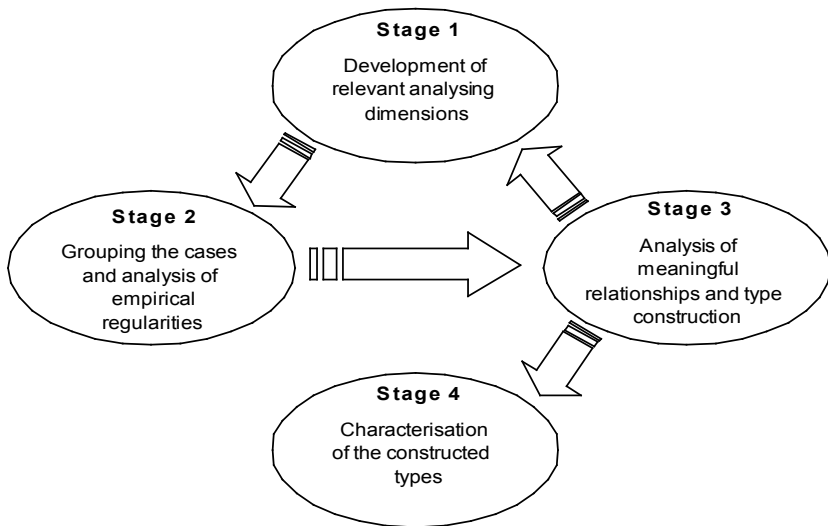 Stage 1
Development of
relevant analysing
dimensions
Stage 2
Grouping the cases
and analysis of
empirical
regularities
Stage 3
Analysis of
meaningful
relationships and type
construction
Stage 4
Characterisation
of the constructed
types